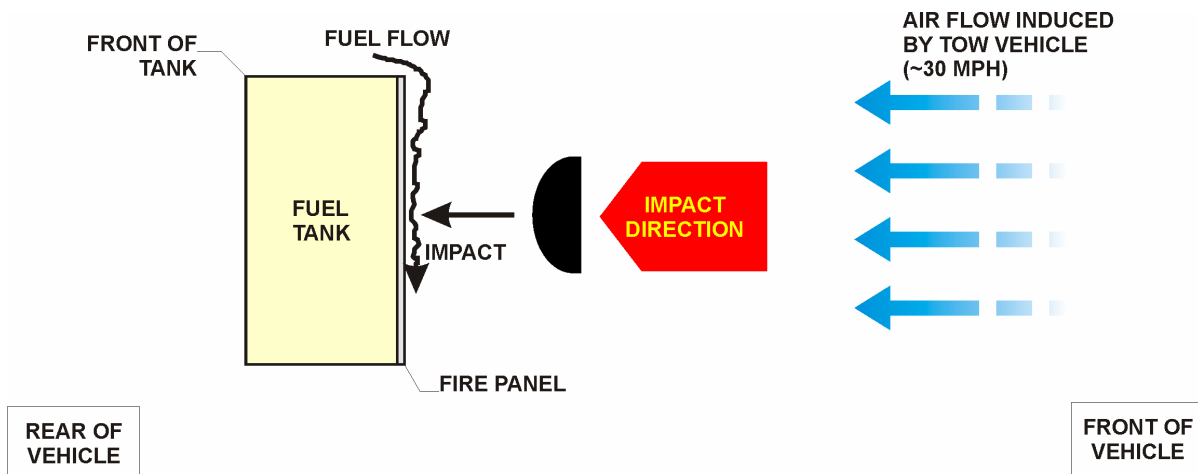 AIR FLOW INDUCED
BY TOW VEHICLE
(~30 MPH)
FUEL FLOW
FRONT OF
TANK
FUEL
TANK
IMPACT
DIRECTION
IMPACT
FIRE PANEL
REAR OF
VEHICLE
FRONT OF
VEHICLE